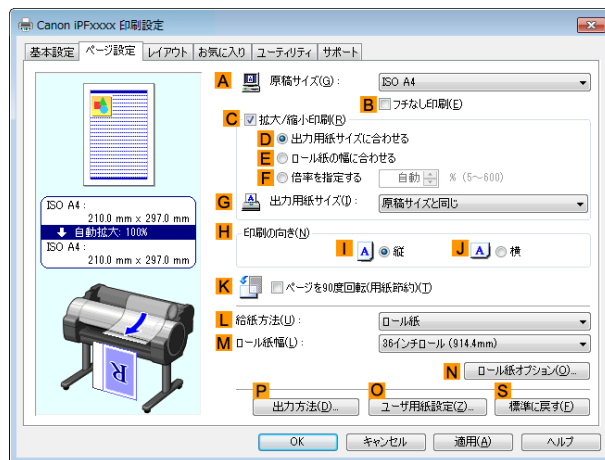 Canon iPFxxxx 印刷設定
基本設定 ページ設定 レイアウト お気に入り ユーティリティ サポート
A 原稿サイズ(G): ISO A4
B フチなし印刷(E)
C 拡大/縮小印刷(R)
D 出力用紙サイズに合わせる
E ロール紙の幅に合わせる
F 倍率を指定する 自動 % (5～600)
G 出力用紙サイズ(I): 原稿サイズと同じ
H 印刷の向き(N)
I A 縦 J A 横
K ページを90度回転(用紙節約)(T)
L 給紙方法(U): ロール紙
M ロール紙幅(L): 36インチロール (914.4mm)
N ロール紙オプション(O)...
P O S
出力方法(D)... ユーザ用紙設定(Z)... 標準に戻す(F)
ISO A4 :
210.0 mm x 297.0 mm
自動拡大: 100%
ISO A4 :
210.0 mm x 297.0 mm
R
OK キャンセル 適用(A) ヘルプ